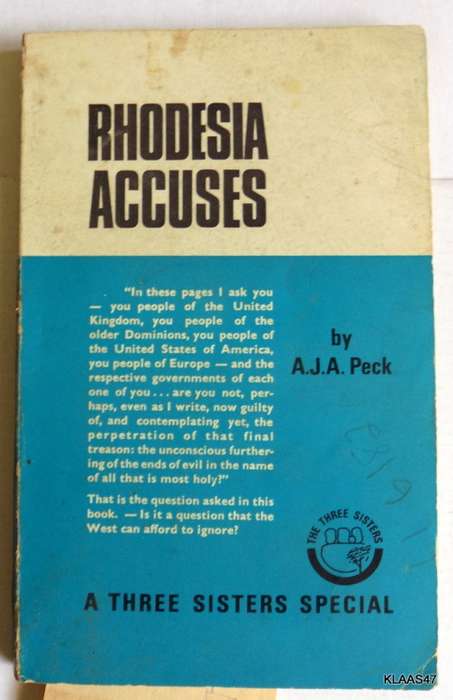 RHODESIA
ACCUSES
"In these pages I ask you
— you people of the United
Kingdom, you people of the
older Dominions, you people of
the United States of America,
you people of Europe — and the
respective governments of each
one of you . . . are you not, per-
haps, even as I write, now guilty
of, and contemplating yet, the
perpetration of that final
treason: the unconscious further-
ing of the ends of evil in the name
of all that is most holy?"
That is the question asked in this
book. — Is it a question that the
West can afford to ignore?
by
A.J.A. Peck
THE THREE SISTERS
A THREE SISTERS SPECIAL
KLAAS47